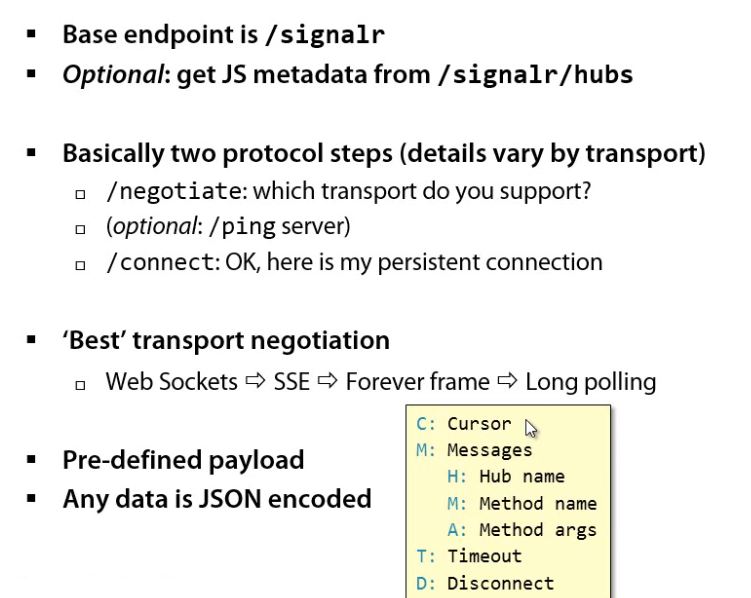 Base endpoint is /signalr
Optional: get JS metadata from /signalr/hubs
Basically two protocol steps (details vary by transport)
/negotiate: which transport do you support?
(optional: /ping server)
/connect: OK, here is my persistent connection
‘Best’ transport negotiation
Web Sockets ⇨ SSE ⇨ Forever frame ⇨ Long polling
Pre-defined payload
Any data is JSON encoded
C: Cursor
M: Messages
H: Hub name
M: Method name
A: Method args
T: Timeout
D: Disconnect